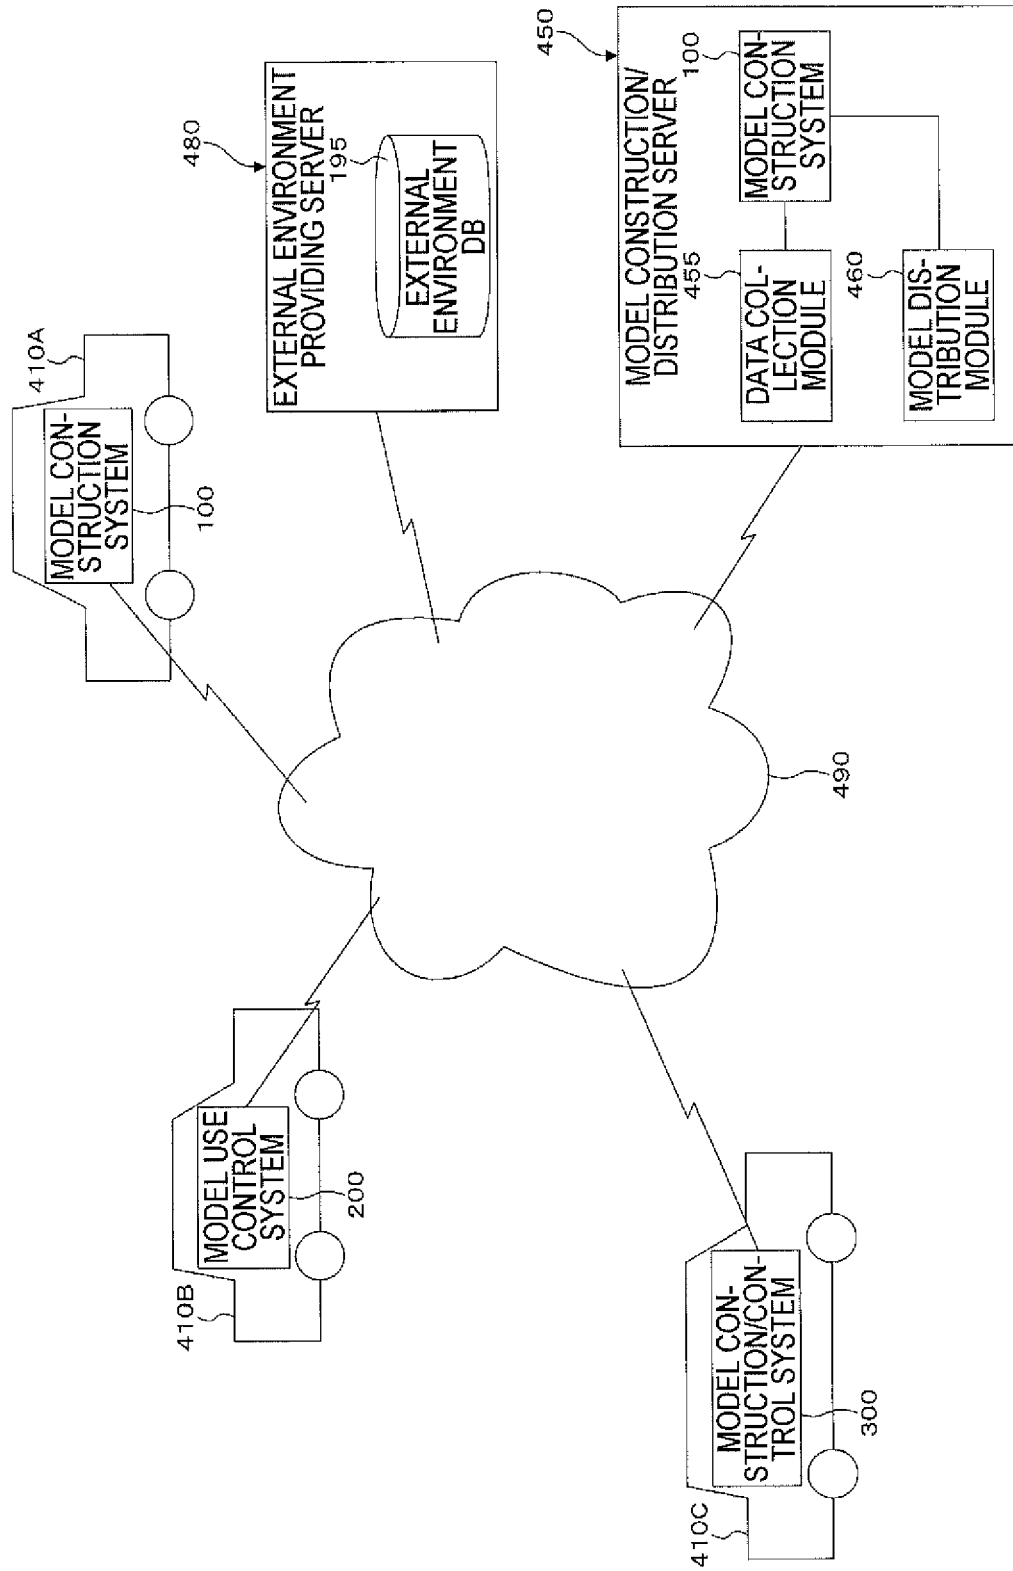 410A
MODEL CON-
STRUCTION
SYSTEM
100
410B
MODEL USE
CONTROL
SYSTEM
200
480
EXTERNAL ENVIRONMENT
PROVIDING SERVER
195
EXTERNAL
ENVIRONMENT
DB
410C
MODEL CON-
STRUCTION/CON-
TROL SYSTEM
300
490
450
MODEL CONSTRUCTION/
DISTRIBUTION SERVER
455
DATA COL-
LECTION
MODULE
100
MODEL CON-
STRUCTION
SYSTEM
460
MODEL DIS-
TRIBUTION
MODULE